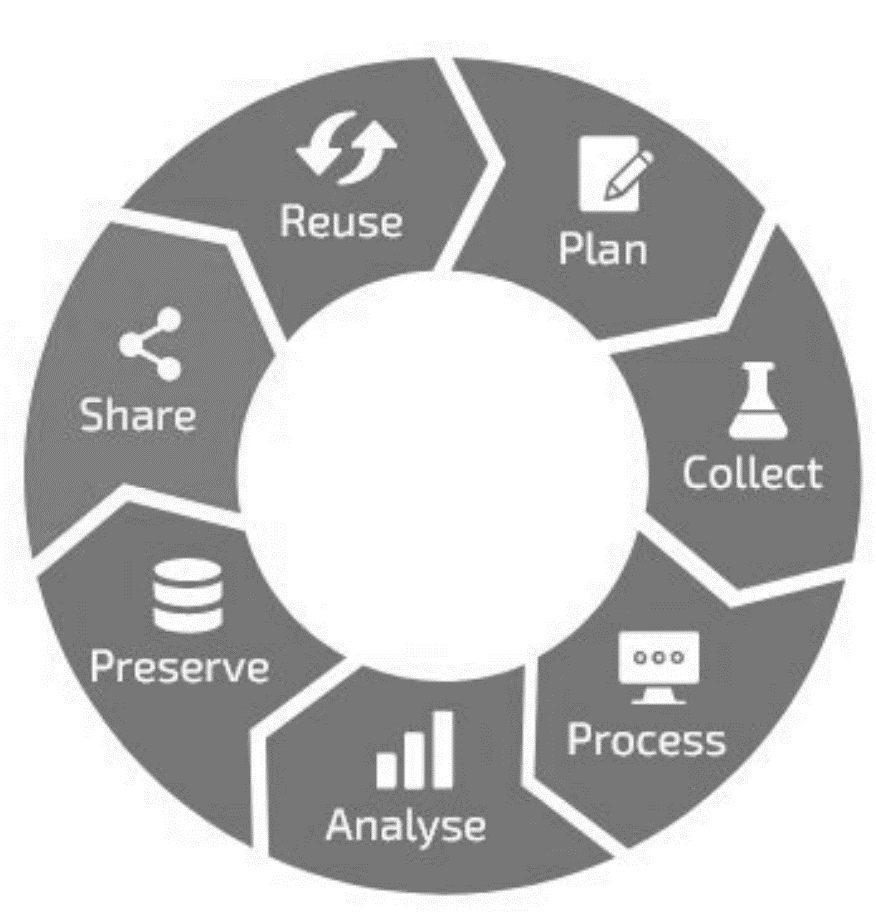 Plan
Collect
Process
Analyse
Preserve
Share
Reuse